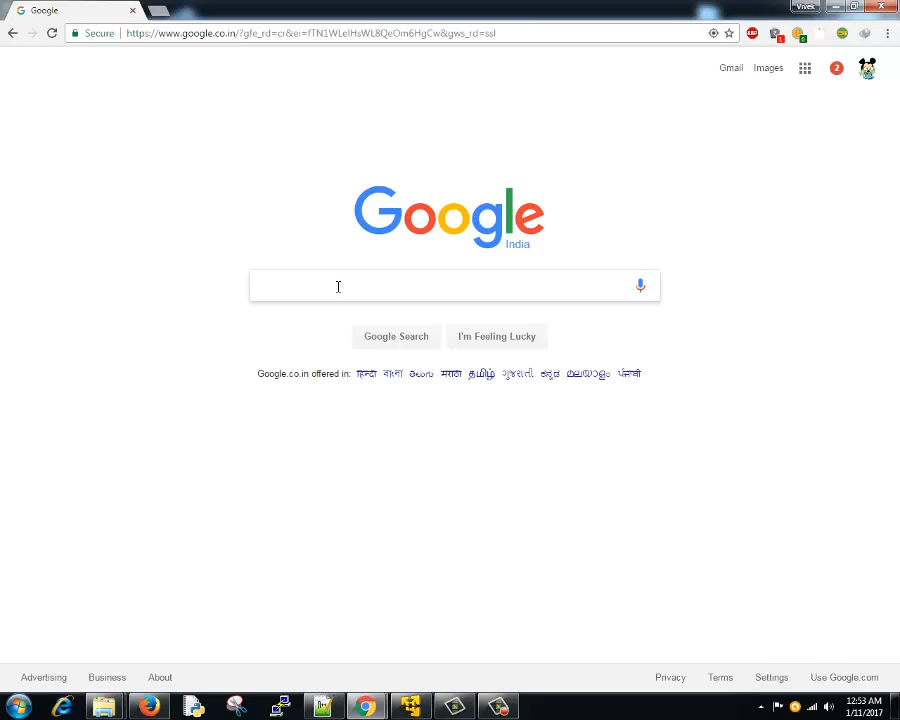 Google
Vivek
Secure
https://www.google.co.in/?gfe_rd=cr&ei=fTN1WLeIHsWL8QeOm6HgCw&gws_rd=ssl
Gmail Images 2
Google
India
Google Search I'm Feeling Lucky
Google.co.in offered in: हिन्दी বাংলা తెలుగు मराठी தமிழ் ગુજરાતી ಕನ್ನಡ മലയാളം ਪੰਜਾਬੀ
Advertising Business About Privacy Terms Settings Use Google.com
12:53 AM
1/11/2017